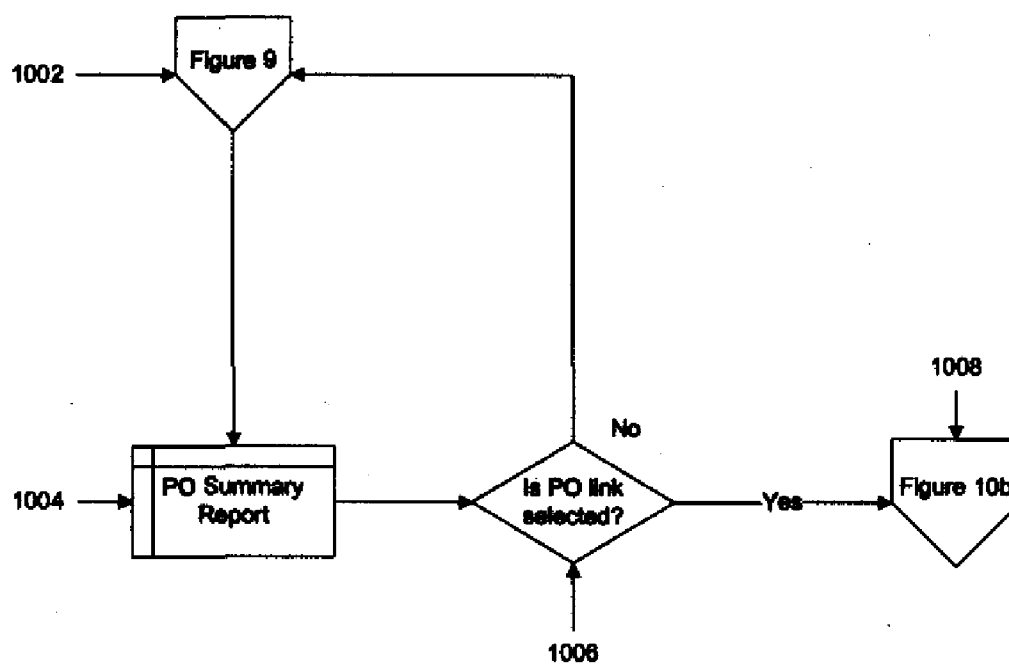 Figure 9
1002
1008
No
1004
PO Summary
Report
Is PO link
selected?
Yes
Figure 10b
1006